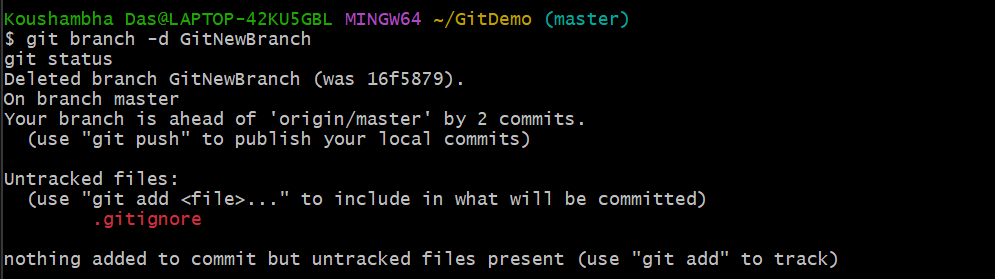 Koushambha Das@LAPTOP-42KU5GBL MINGW64 ~/GitDemo (master)
$ git branch -d GitNewBranch
git status
Deleted branch GitNewBranch (was 16f5879).
On branch master
Your branch is ahead of 'origin/master' by 2 commits.
  (use "git push" to publish your local commits)

Untracked files:
  (use "git add <file>..." to include in what will be committed)
        .gitignore

nothing added to commit but untracked files present (use "git add" to track)